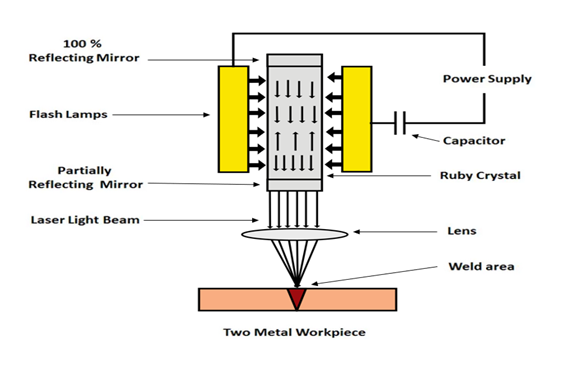 100 %
Reflecting Mirror
Power Supply
Flash Lamps
Capacitor
Partially
Reflecting Mirror
Ruby Crystal
Laser Light Beam
Lens
Weld area
Two Metal Workpiece